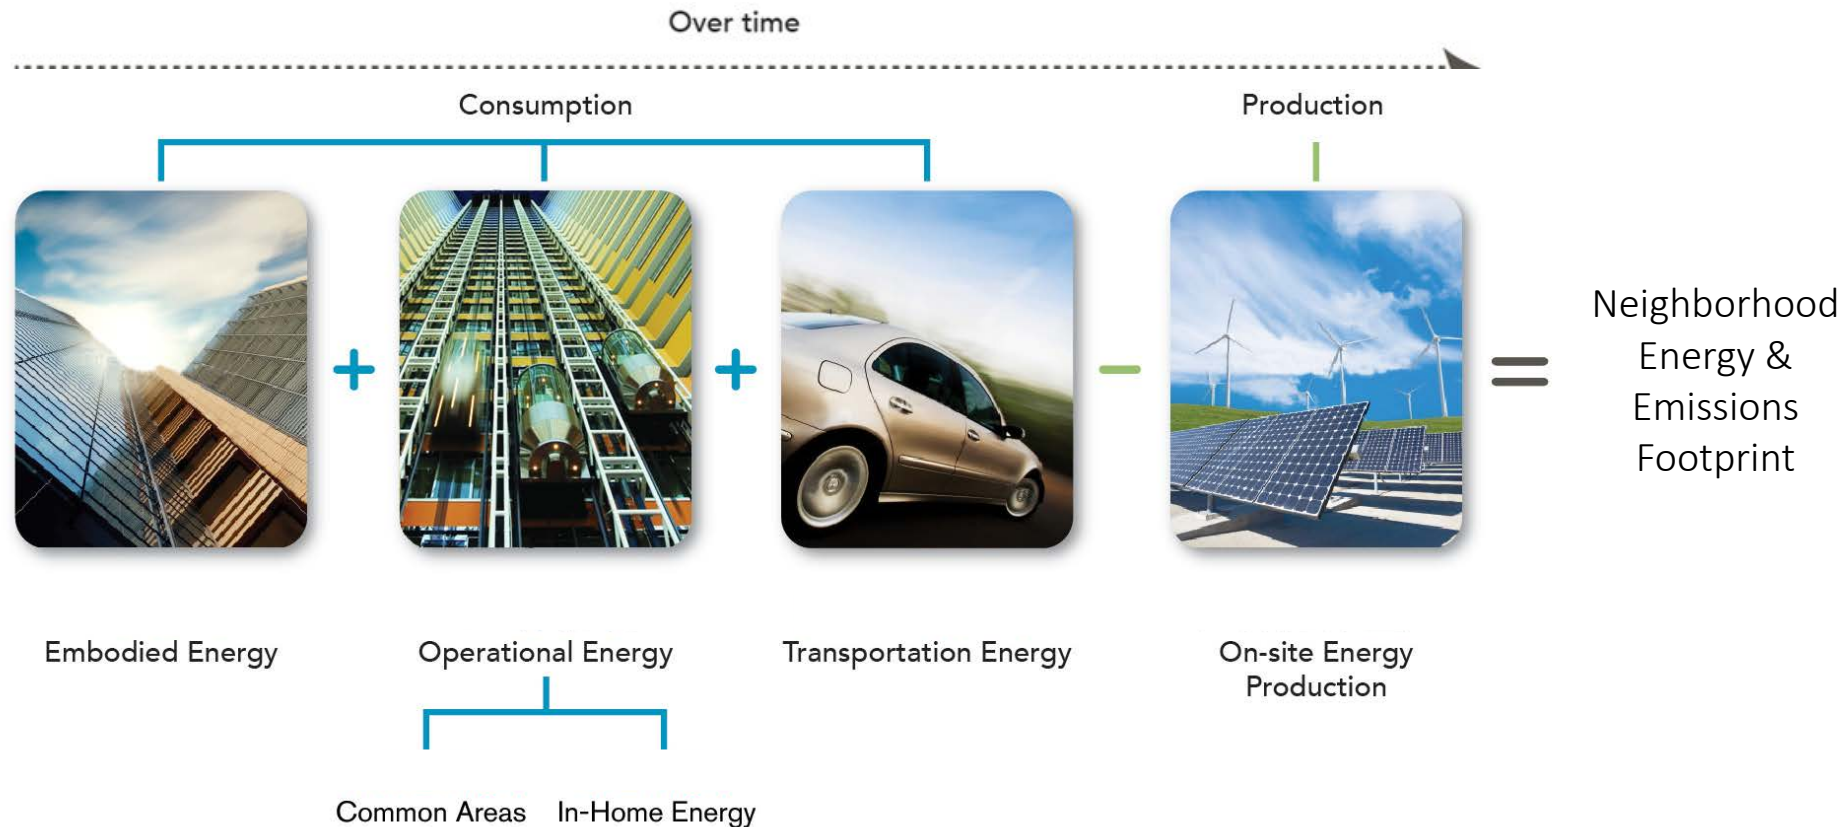 Over time
Consumption
Production
Neighborhood
Energy &
Emissions
Footprint
Embodied Energy
Operational Energy
Transportation Energy
On-site Energy
Production
Common Areas
In-Home Energy